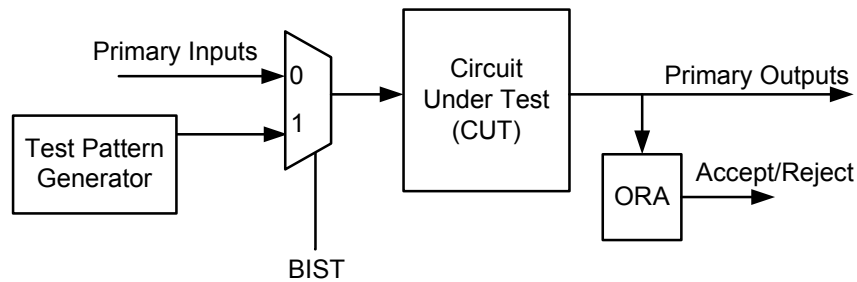 Primary Inputs
0
1
Test Pattern
Generator
BIST
Circuit
Under Test
(CUT)
Primary Outputs
ORA
Accept/Reject